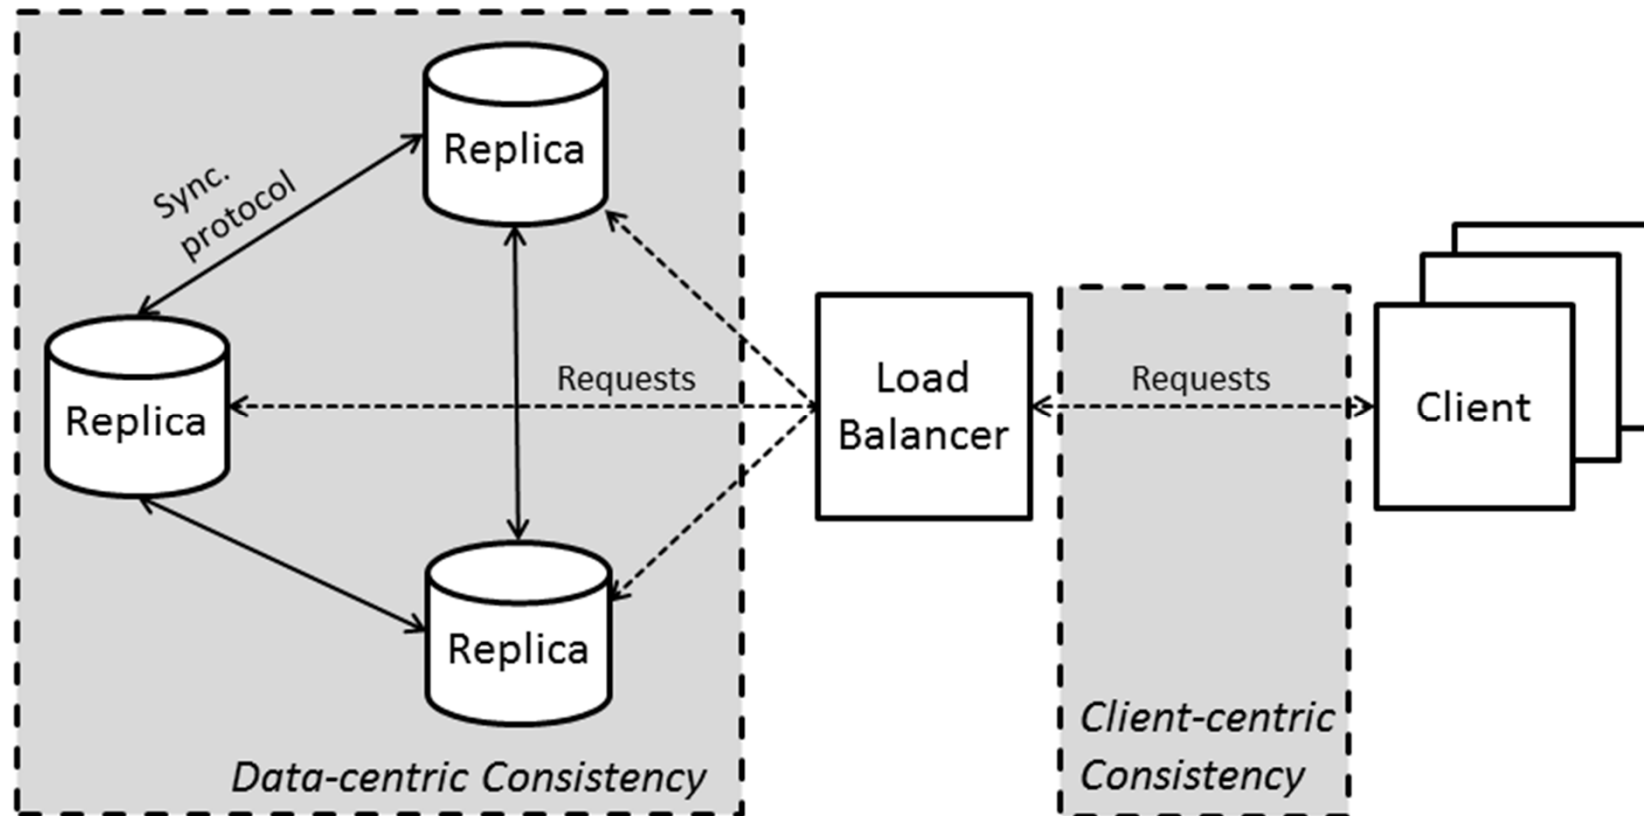 Replica
Sync.
protocol
Replica
Requests
Load
Balancer
Requests
Client
Replica
Data-centric Consistency
Client-centric
Consistency